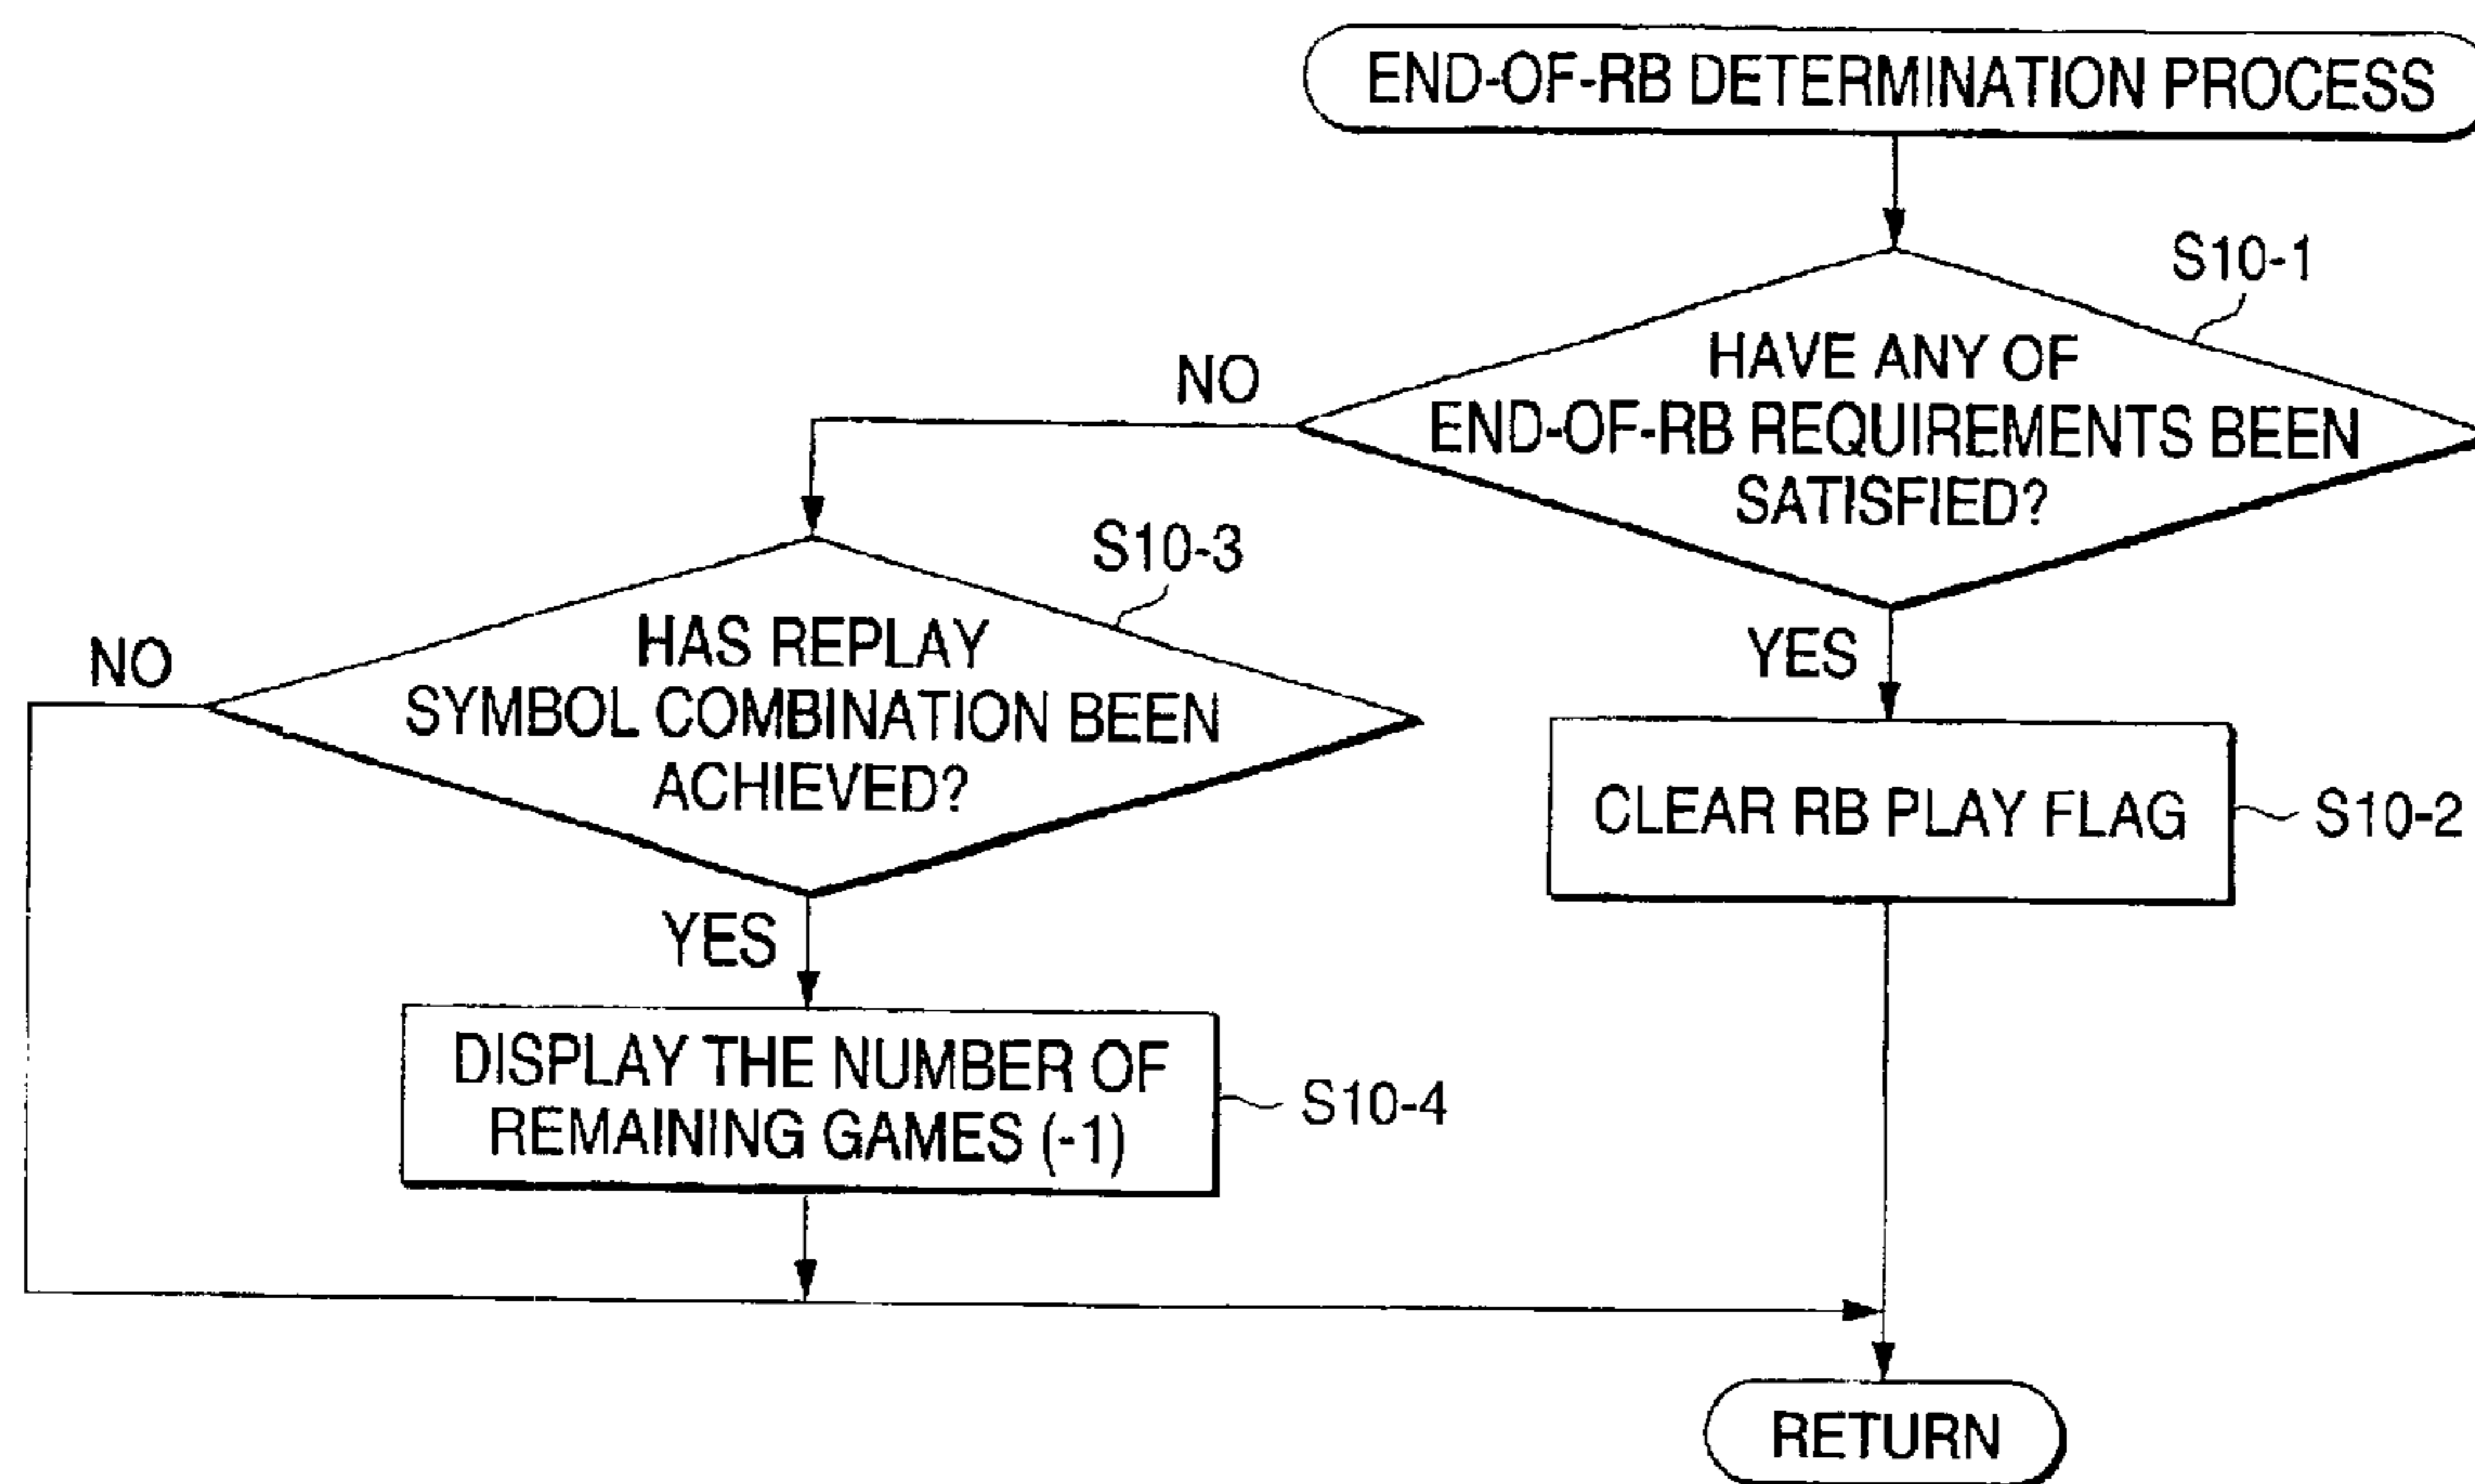 END-OF-RB DETERMINATION PROCESS
S10-1
HAVE ANY OF
END-OF-RB REQUIREMENTS BEEN
SATISFIED?
NO
YES
S10-3
HAS REPLAY
SYMBOL COMBINATION BEEN
ACHIEVED?
NO
YES
CLEAR RB PLAY FLAG
S10-2
DISPLAY THE NUMBER OF
REMAINING GAMES (-1)
S10-4
RETURN